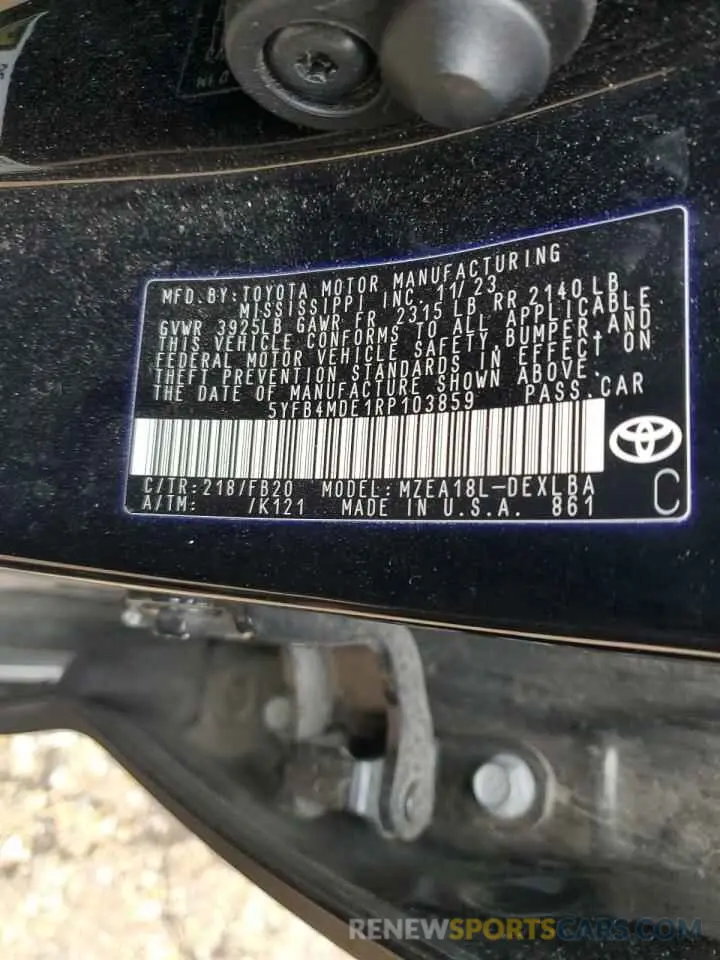 MFD. BY: TOYOTA MOTOR MANUFACTURING
MISSISSIPPI INC. 11/23
GVWR 3925LB GAWR FR 2315 LB RR 2140 LB
THIS VEHICLE CONFORMS TO ALL APPLICABLE
FEDERAL MOTOR VEHICLE SAFETY, BUMPER, AND
THEFT PREVENTION STANDARDS IN EFFECT ON
THE DATE OF MANUFACTURE SHOWN ABOVE.
5YFB4MDE1RP103859 PASS. CAR
C/TR: 218/FB20 MODEL: MZEA18L-DEXLBA
A/TM: /K121 MADE IN U.S.A. 861
C
RENEWSPORTSCARS.COM